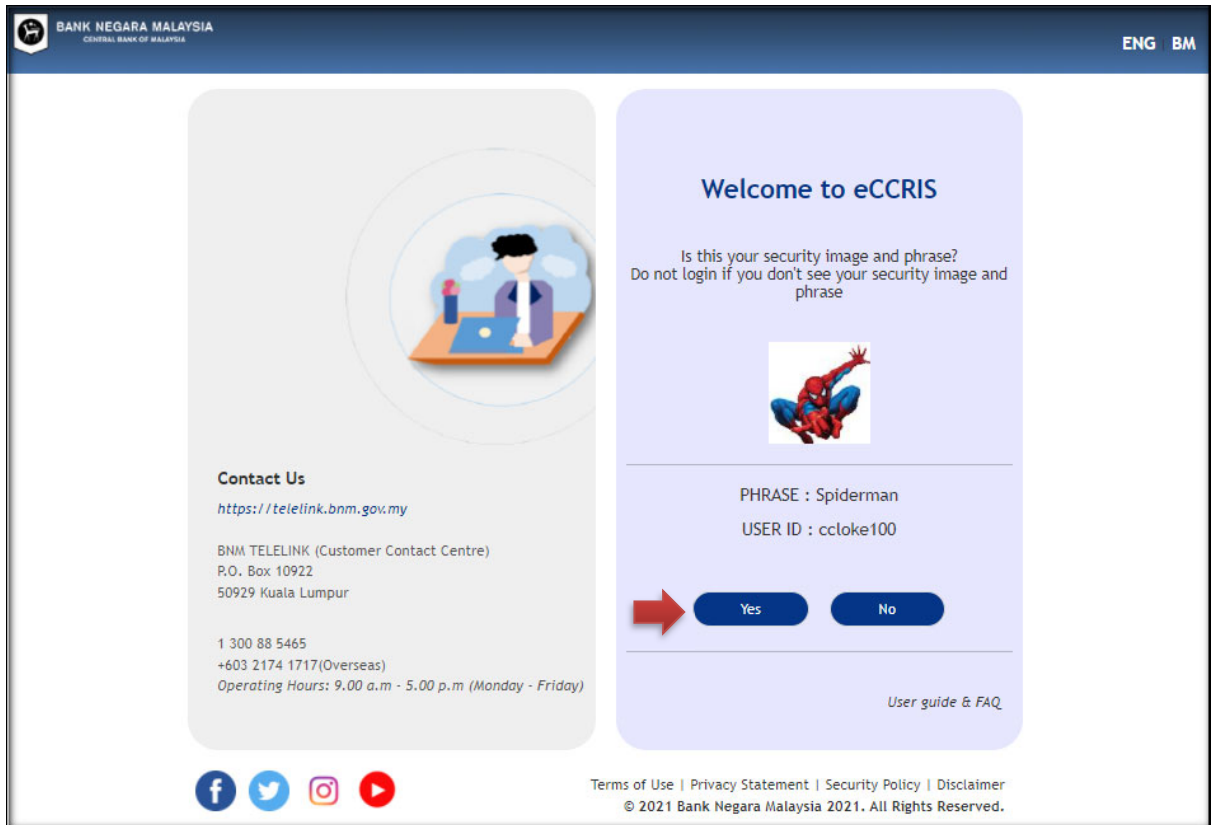 BANK NEGARA MALAYSIA
CENTRAL BANK OF MALAYSIA
ENG | BM
Contact Us
https://telelink.bnm.gov.my
BNM TELELINK (Customer Contact Centre)
P.O. Box 10922
50929 Kuala Lumpur
1 300 88 5465
+603 2174 1717(Overseas)
Operating Hours: 9.00 a.m - 5.00 p.m (Monday - Friday)
Welcome to eCCRIS
Is this your security image and phrase?
Do not login if you don't see your security image and
phrase
PHRASE : Spiderman
USER ID : ccloke100
Yes
No
User guide & FAQ
Terms of Use | Privacy Statement | Security Policy | Disclaimer
© 2021 Bank Negara Malaysia 2021. All Rights Reserved.